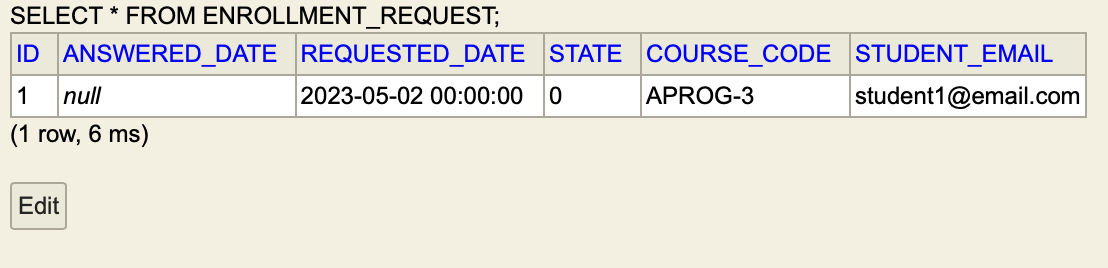 SELECT * FROM ENROLLMENT_REQUEST;
ID ANSWERED_DATE REQUESTED_DATE STATE COURSE_CODE STUDENT_EMAIL
1 null 2023-05-02 00:00:00 0 APROG-3 student1@email.com
(1 row, 6 ms)
Edit